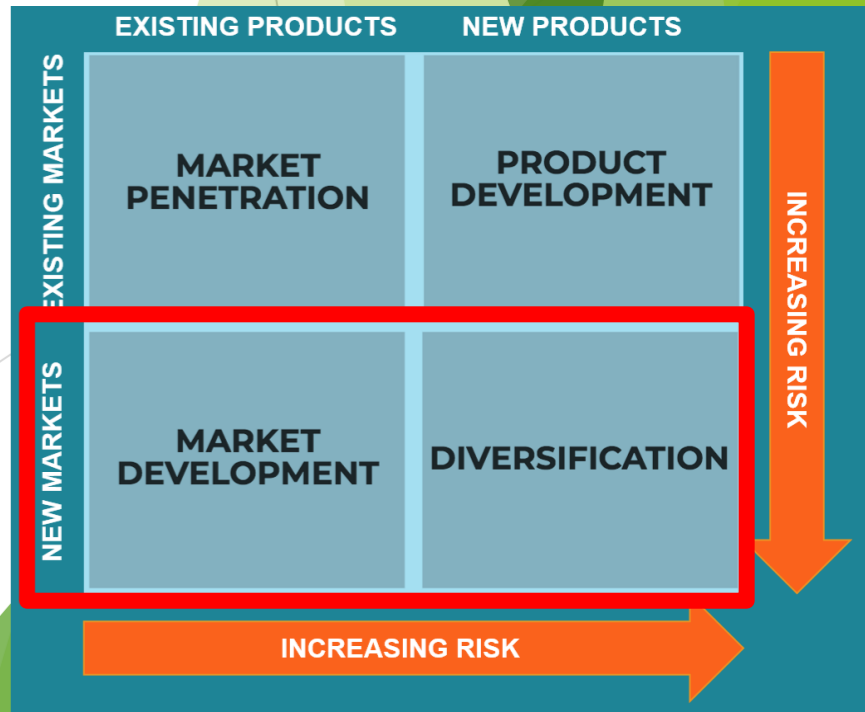 EXISTING PRODUCTS
NEW PRODUCTS
EXISTING MARKETS
MARKET
PENETRATION
PRODUCT
DEVELOPMENT
INCREASING RISK
NEW MARKETS
MARKET
DEVELOPMENT
DIVERSIFICATION
INCREASING RISK